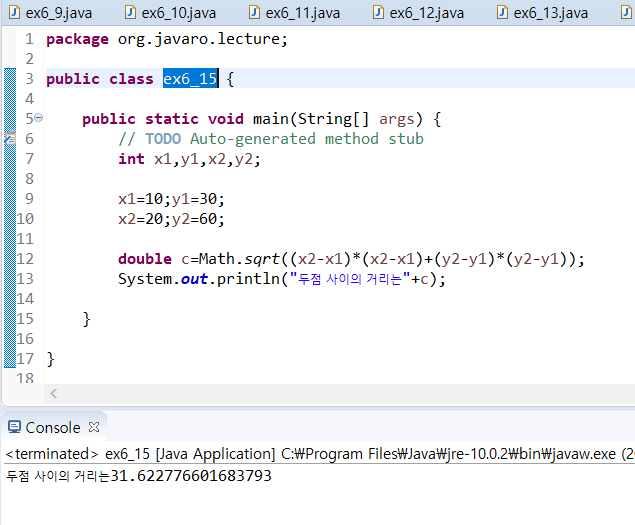 ex6_9.java ex6_10.java ex6_11.java ex6_12.java ex6_13.java
1 package org.javaro.lecture;
2
3 public class ex6_15 {
4
5 public static void main(String[] args) {
6 // TODO Auto-generated method stub
7 int x1,y1,x2,y2;
8
9 x1=10;y1=30;
10 x2=20;y2=60;
11
12 double c=Math.sqrt((x2-x1)*(x2-x1)+(y2-y1)*(y2-y1));
13 System.out.println("두점 사이의 거리는"+c);
14
15 }
16
17 }
18
Console
<terminated> ex6_15 [Java Application] C:₩Program Files₩Java₩jre-10.0.2₩bin₩javaw.exe (20
두점 사이의 거리는31.622776601683793